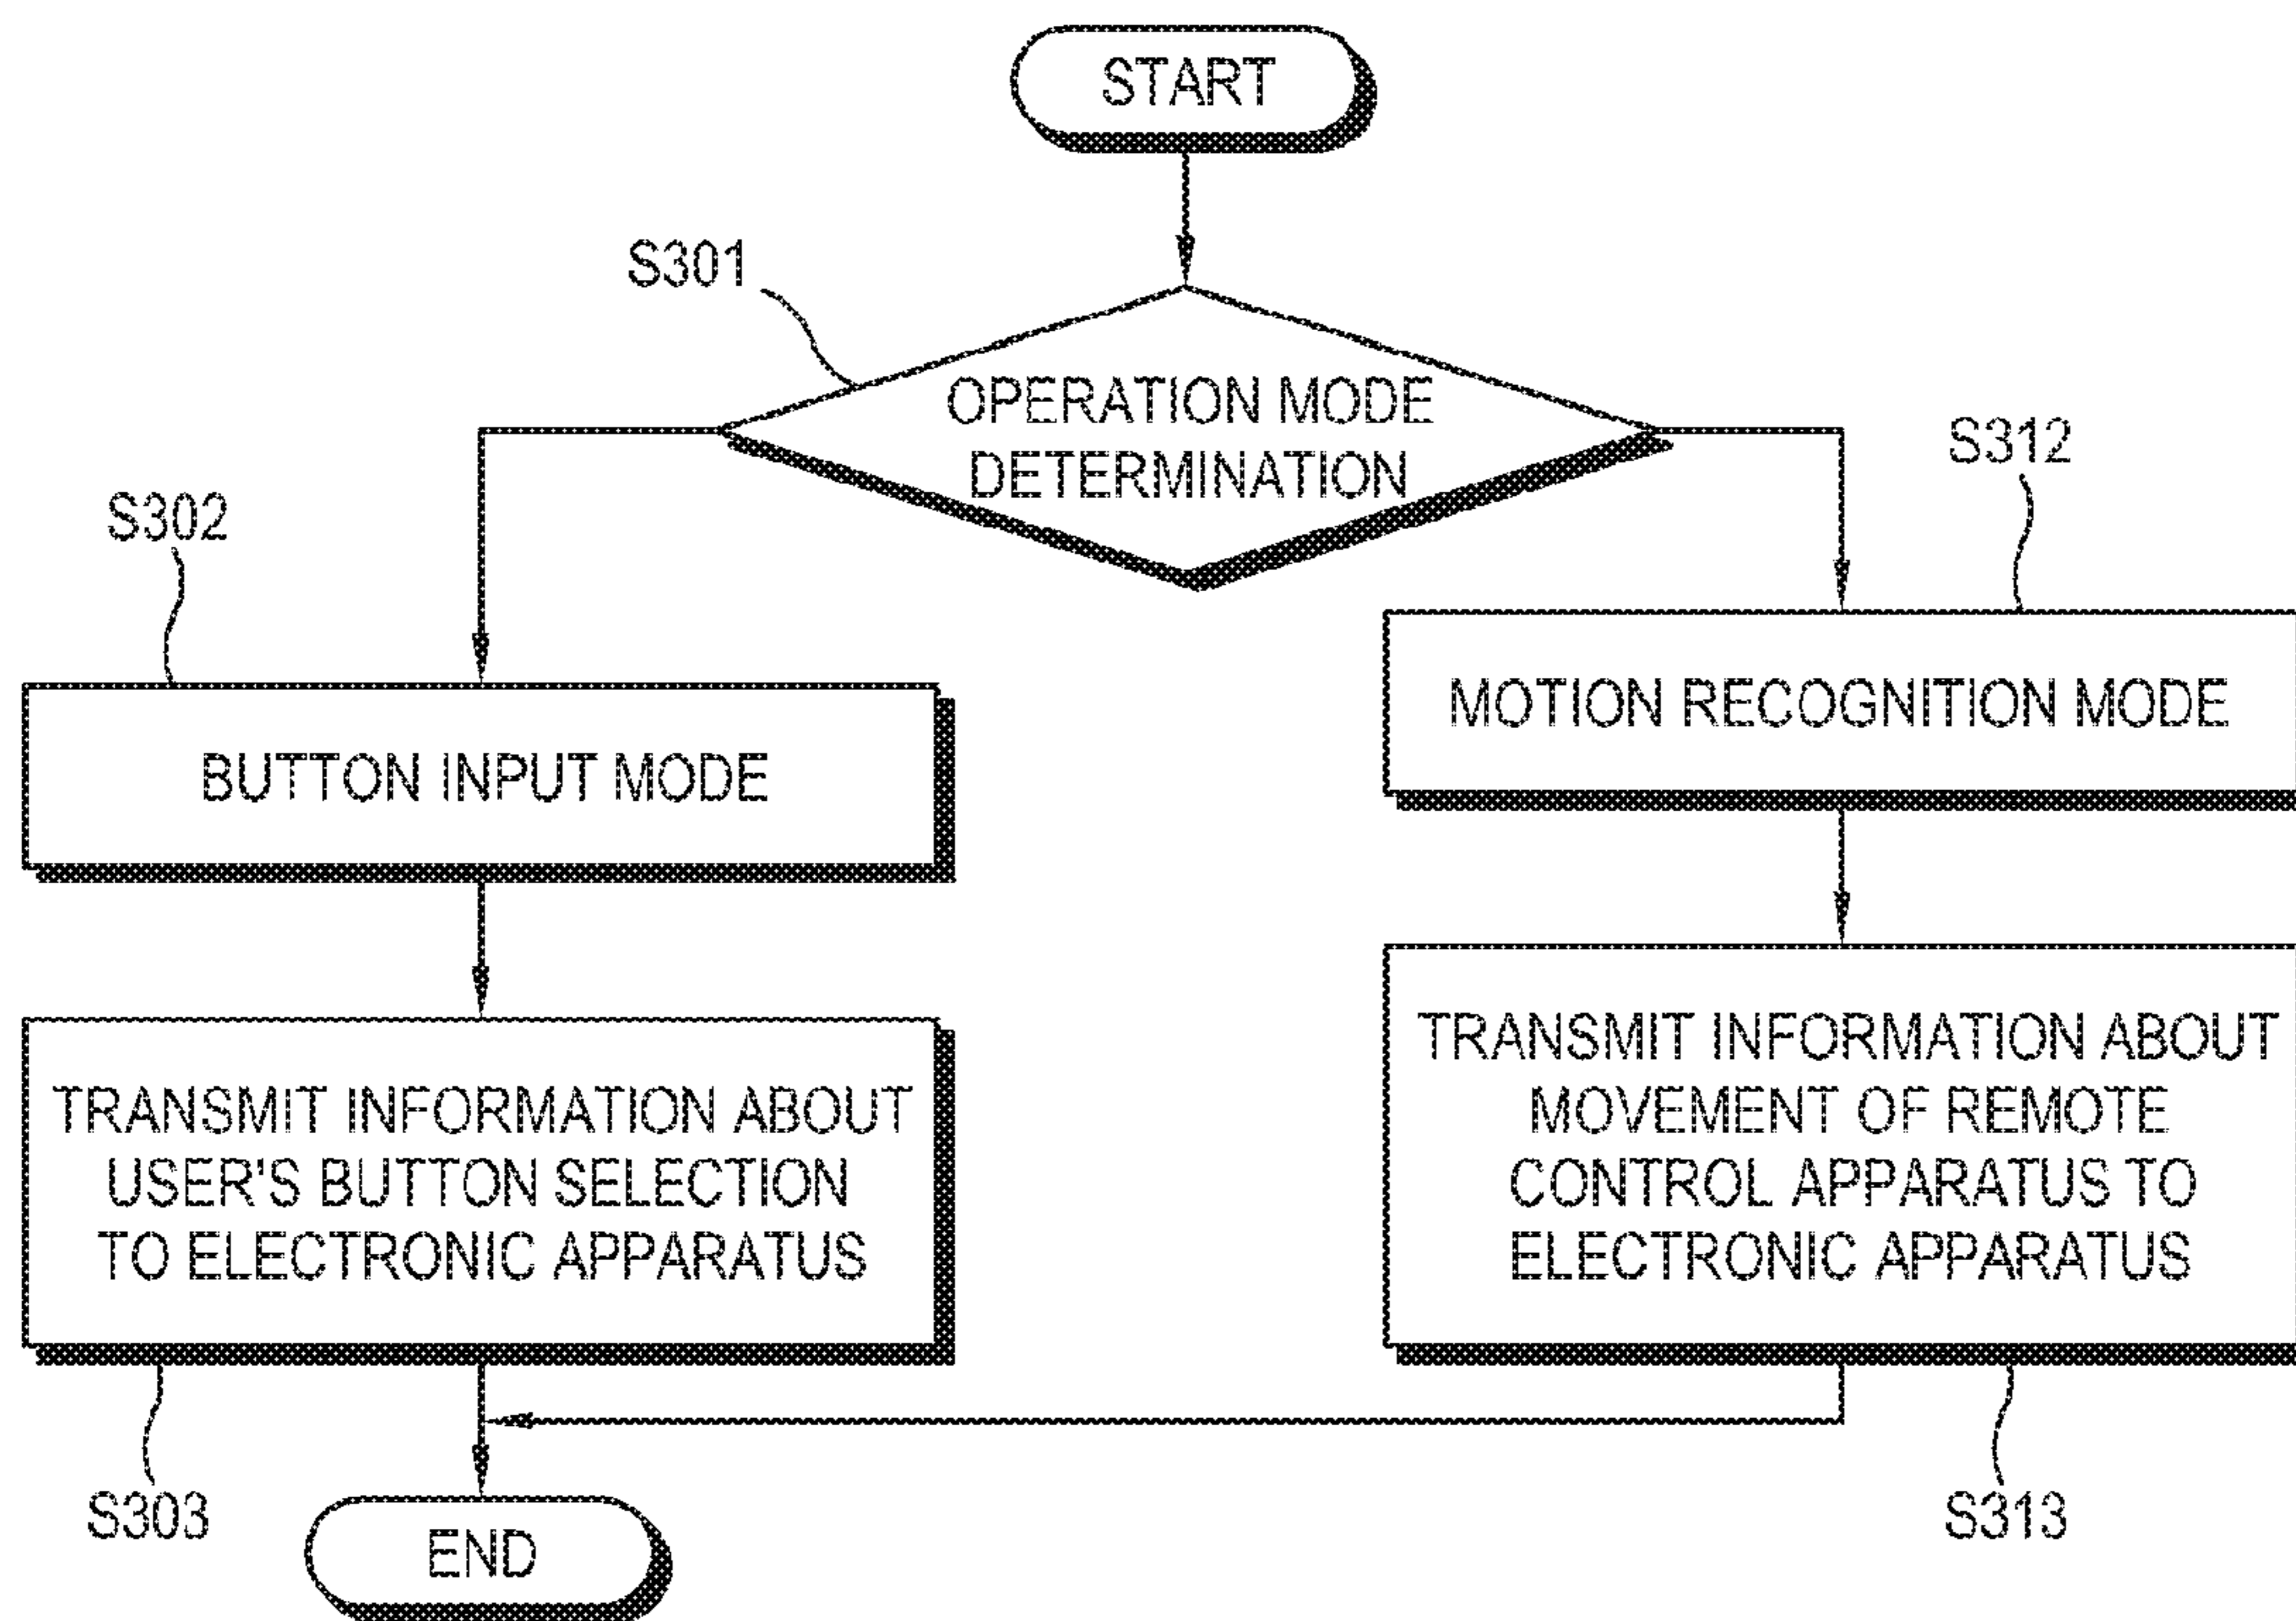 START
S301
OPERATION MODE
DETERMINATION
S312
S302
MOTION RECOGNITION MODE
BUTTON INPUT MODE
TRANSMIT INFORMATION ABOUT
USER'S BUTTON SELECTION
TO ELECTRONIC APPARATUS
TRANSMIT INFORMATION ABOUT
MOVEMENT OF REMOTE
CONTROL APPARATUS TO
ELECTRONIC APPARATUS
S303
S313
END